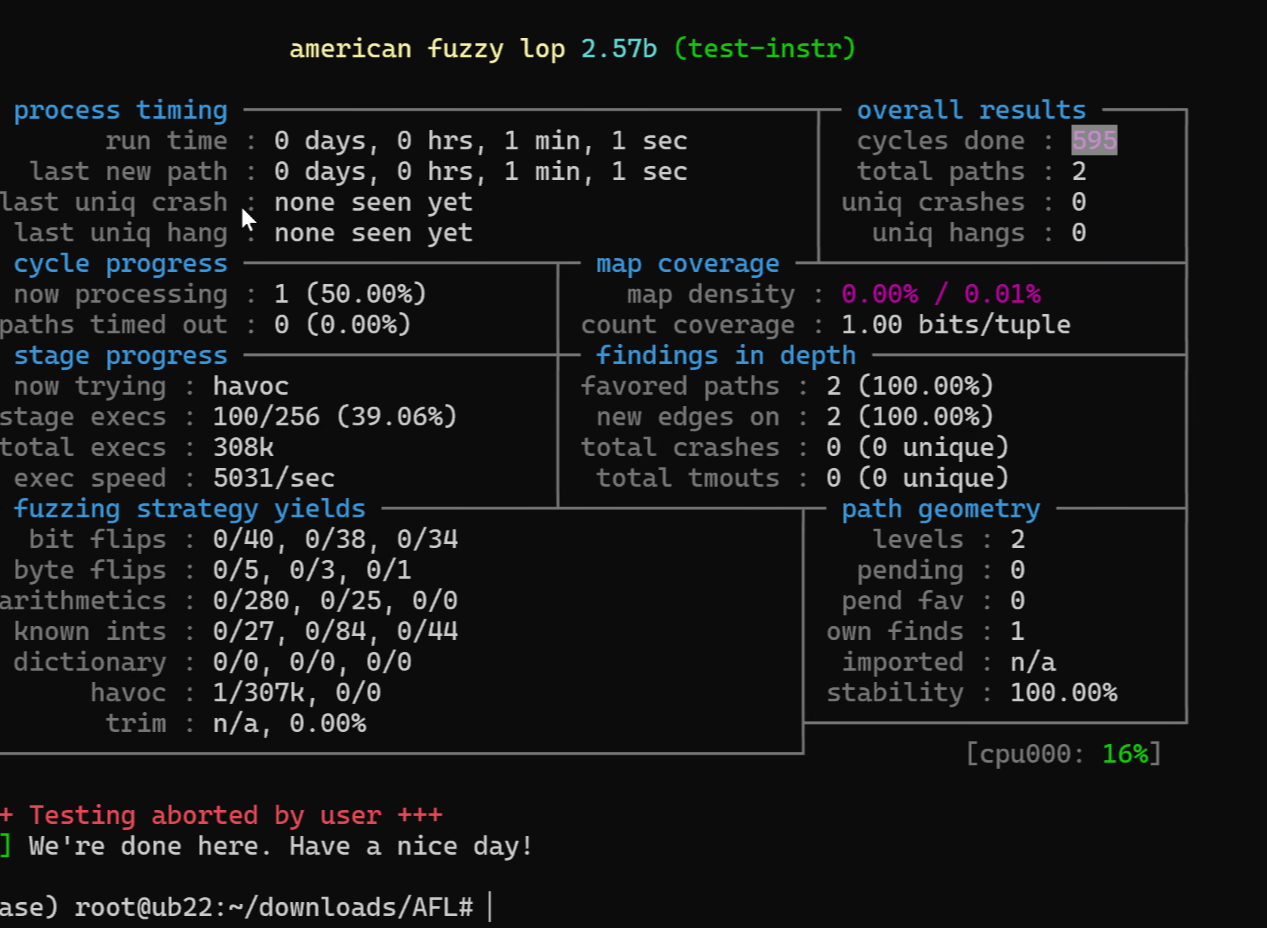 american fuzzy lop 2.57b (test-instr)
process timing overall results
run time : 0 days, 0 hrs, 1 min, 1 sec cycles done : 595
last new path : 0 days, 0 hrs, 1 min, 1 sec total paths : 2
last uniq crash : none seen yet uniq crashes : 0
last uniq hang : none seen yet uniq hangs : 0
cycle progress map coverage
now processing : 1 (50.00%) map density : 0.00% / 0.01%
paths timed out : 0 (0.00%) count coverage : 1.00 bits/tuple
stage progress findings in depth
now trying : havoc favored paths : 2 (100.00%)
stage execs : 100/256 (39.06%) new edges on : 2 (100.00%)
total execs : 308k total crashes : 0 (0 unique)
exec speed : 5031/sec total tmouts : 0 (0 unique)
fuzzing strategy yields path geometry
bit flips : 0/40, 0/38, 0/34 levels : 2
byte flips : 0/5, 0/3, 0/1 pending : 0
arithmetics : 0/280, 0/25, 0/0 pend fav : 0
known ints : 0/27, 0/84, 0/44 own finds : 1
dictionary : 0/0, 0/0, 0/0 imported : n/a
havoc : 1/307k, 0/0 stability : 100.00%
trim : n/a, 0.00%
[cpu000: 16%]
+ Testing aborted by user +++
] We're done here. Have a nice day!
ase) root@ub22:~/downloads/AFL#